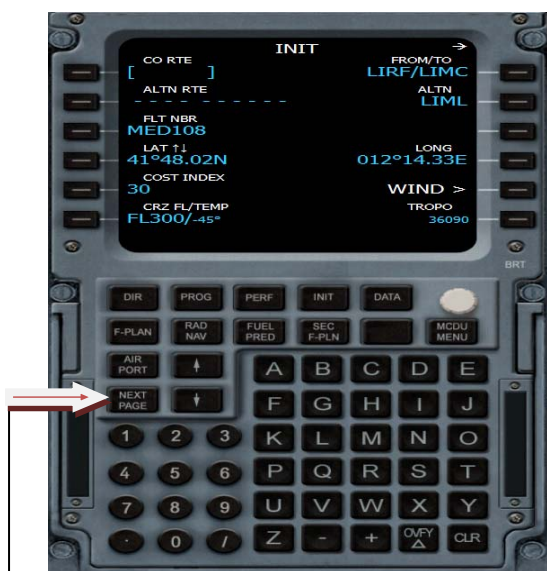 INIT →
CO RTE FROM/TO
[ ] LIRF/LIMC
ALTN RTE ALTN
- - - - - - - - - - LIML
FLT NBR
MED108
LAT ↑↓ LONG
41°48.02N 012°14.33E
COST INDEX
30 WIND >
CRZ FL/TEMP TROPO
FL300/-45° 36090
BRT
DIR PROG PERF INIT DATA
F-PLAN RAD NAV FUEL PRED SEC F-PLN MCDU MENU
AIR PORT ↑ A B C D E
NEXT PAGE ↓ F G H I J
1 2 3 K L M N O
4 5 6 P Q R S T
7 8 9 U V W X Y
. 0 / Z - + OVFY △ CLR